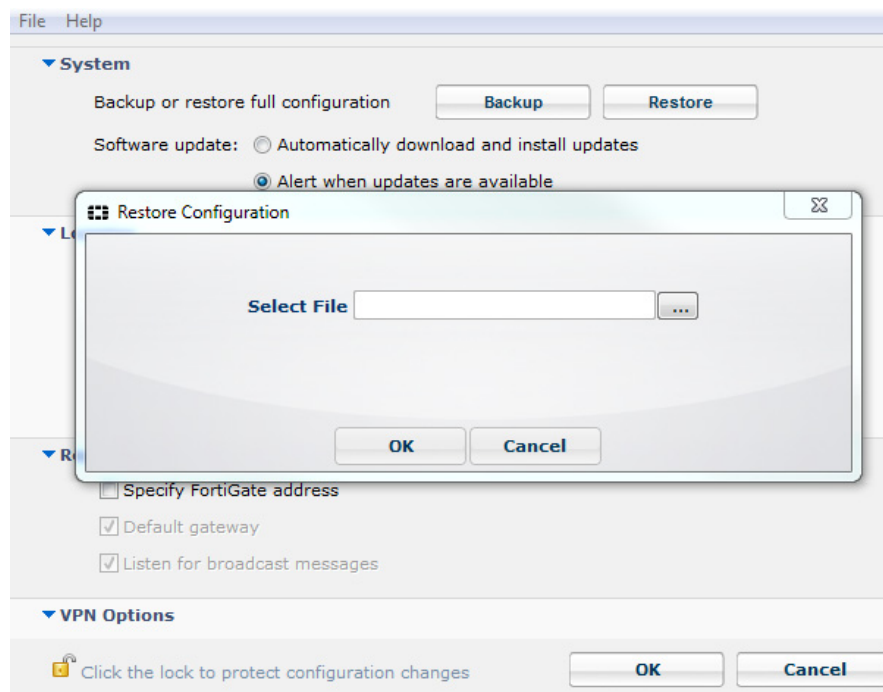 File Help
System
Backup or restore full configuration Backup Restore
Software update: Automatically download and install updates
Alert when updates are available
Restore Configuration
Select File ...
OK Cancel
Specify FortiGate address
Default gateway
Listen for broadcast messages
VPN Options
Click the lock to protect configuration changes OK Cancel